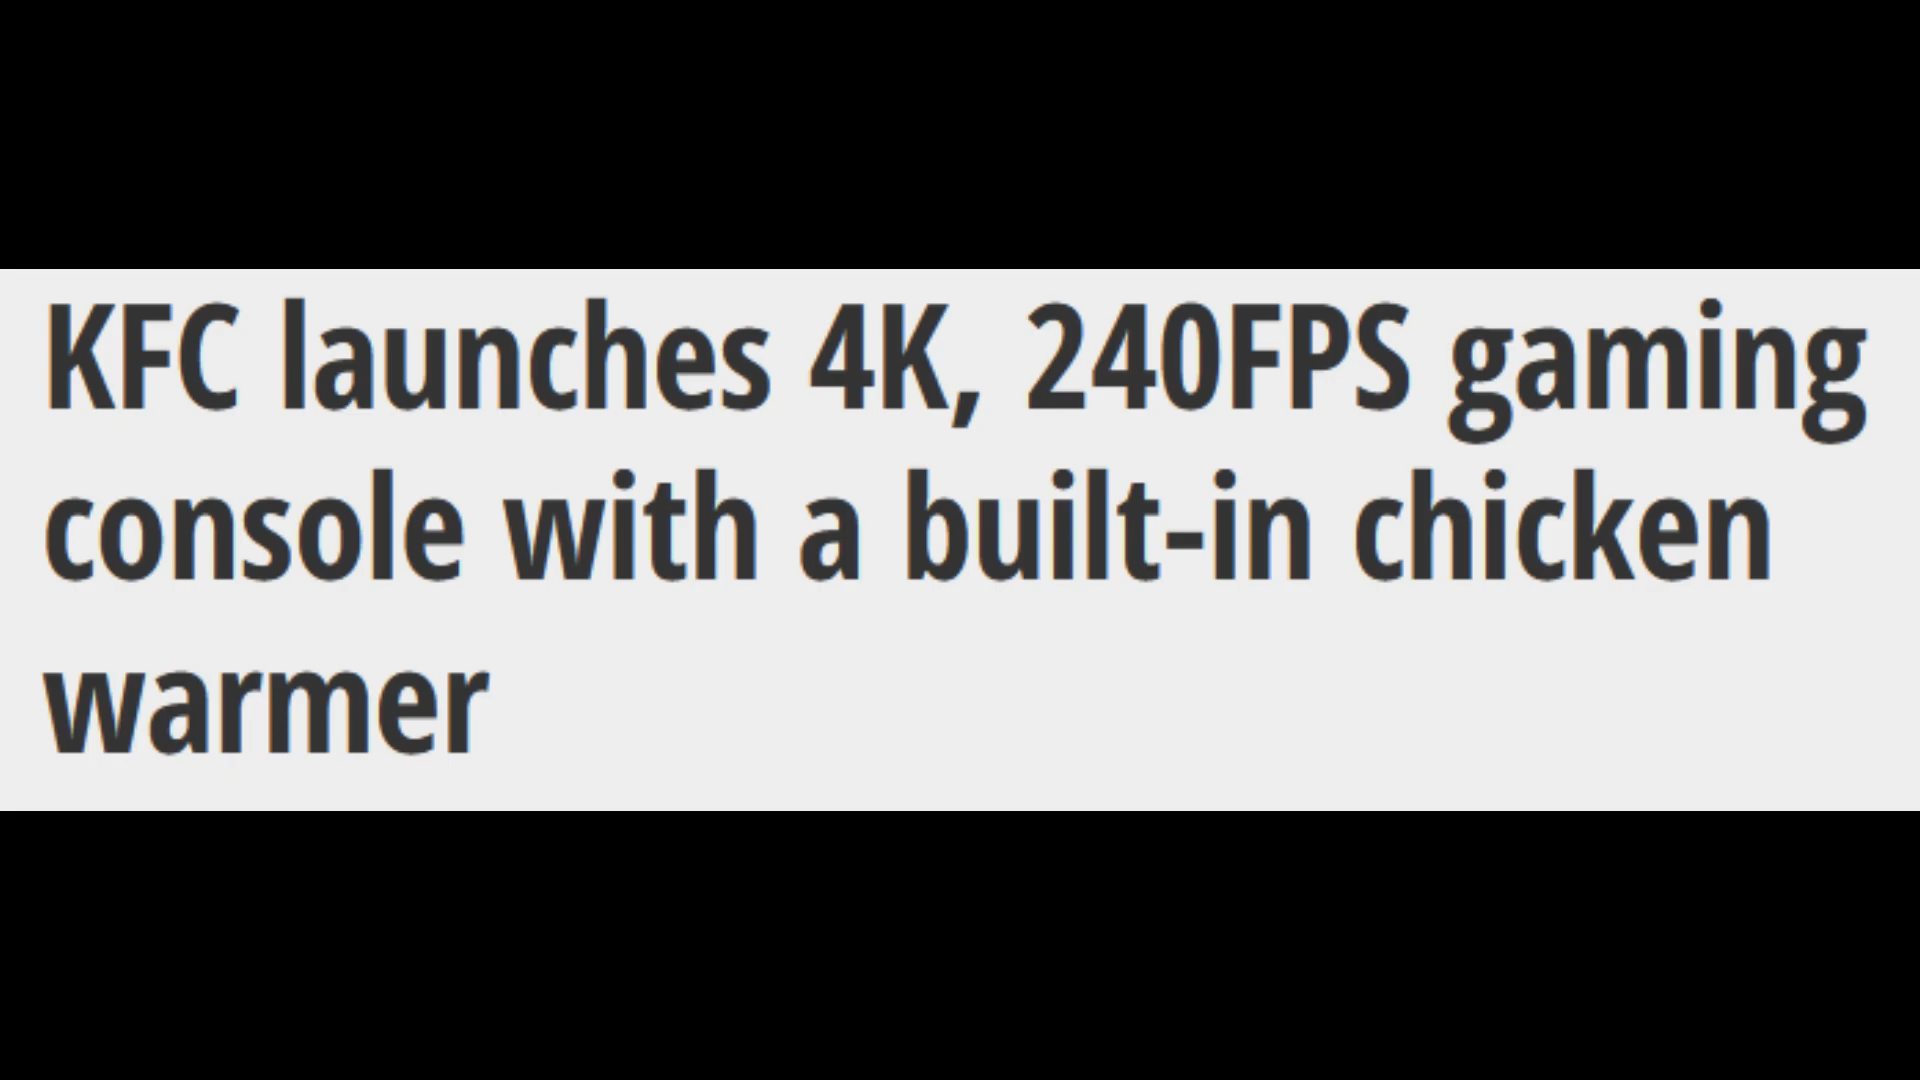 KFC launches 4K, 240FPS gaming
console with a built-in chicken
warmer